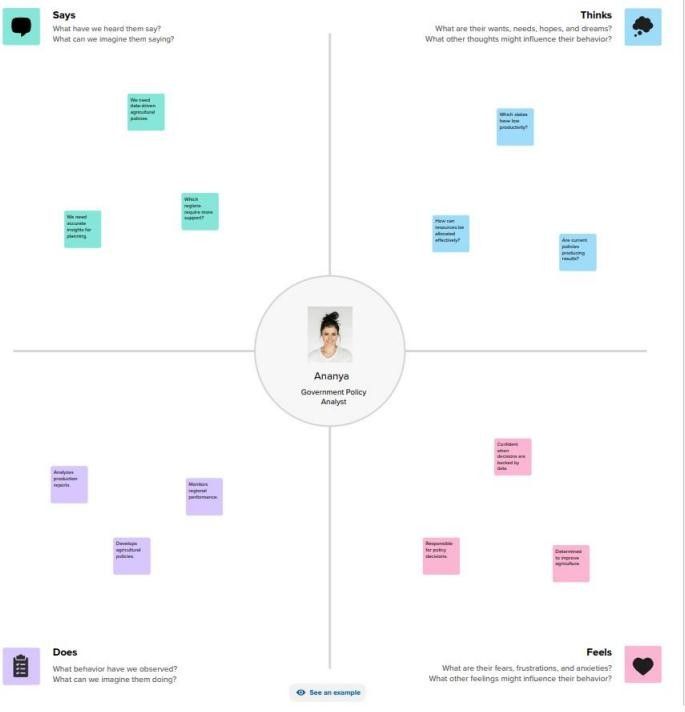 Says
What have we heard them say?
What can we imagine them saying?
Thinks
What are their wants, needs, hopes, and dreams?
What other thoughts might influence their behavior?
We need
data-driven
agricultural
policies.
Which
regions
require more
support?
We need
accurate
insights for
planning.
Which states
have low
productivity?
How can
resources be
allocated
effectively?
Are current
policies
producing
results?
Ananya
Government Policy
Analyst
Analyzes
production
reports.
Monitors
regional
performance.
Develops
agricultural
policies.
Confident
when
decisions are
backed by
data.
Responsible
for policy
decisions.
Determined
to improve
agriculture.
Does
What behavior have we observed?
What can we imagine them doing?
Feels
What are their fears, frustrations, and anxieties?
What other feelings might influence their behavior?
See an example